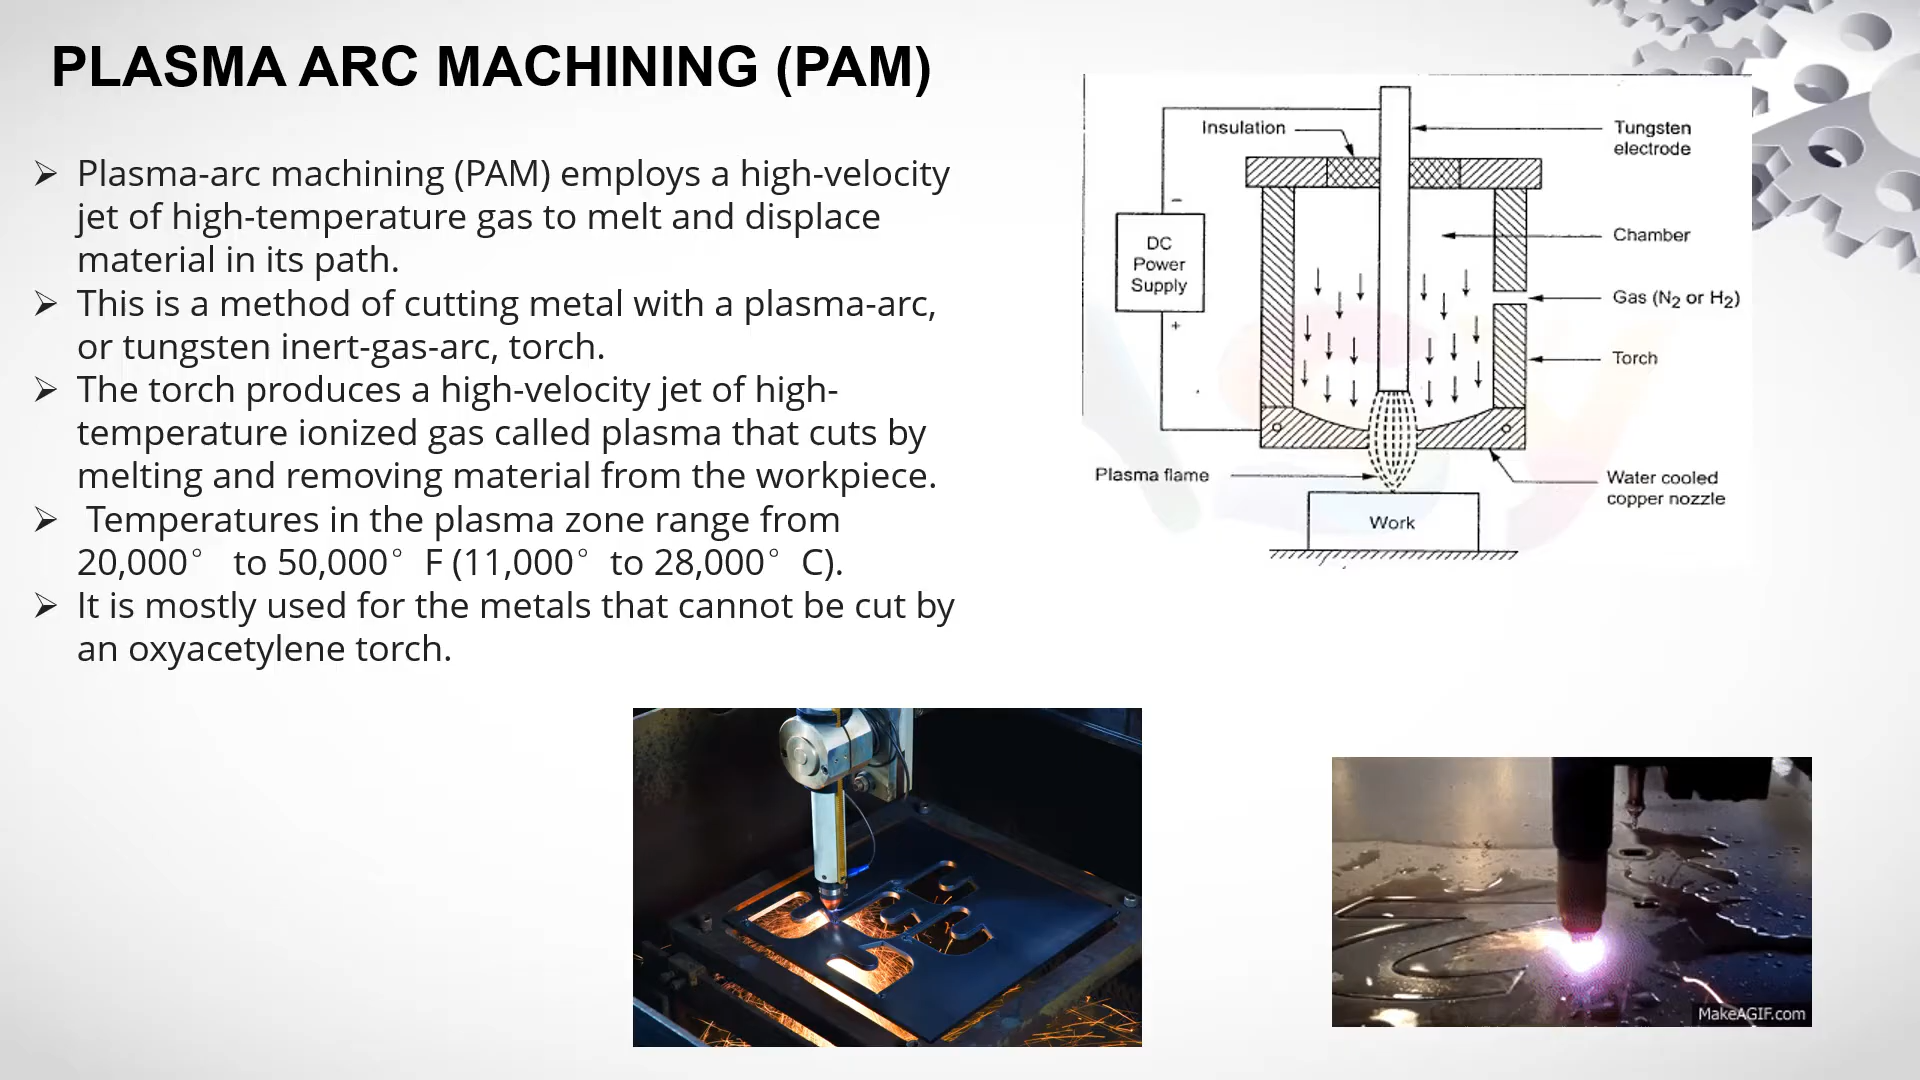 PLASMA ARC MACHINING (PAM)
➢ Plasma-arc machining (PAM) employs a high-velocity
jet of high-temperature gas to melt and displace
material in its path.
➢ This is a method of cutting metal with a plasma-arc,
or tungsten inert-gas-arc, torch.
➢ The torch produces a high-velocity jet of high-
temperature ionized gas called plasma that cuts by
melting and removing material from the workpiece.
➢ Temperatures in the plasma zone range from
20,000° to 50,000° F (11,000° to 28,000° C).
➢ It is mostly used for the metals that cannot be cut by
an oxyacetylene torch.
Insulation
Tungsten
electrode
−
DC
Power
Supply
+
Chamber
Gas (N₂ or H₂)
Torch
Plasma flame
Water cooled
copper nozzle
Work
MakeAGIF.com